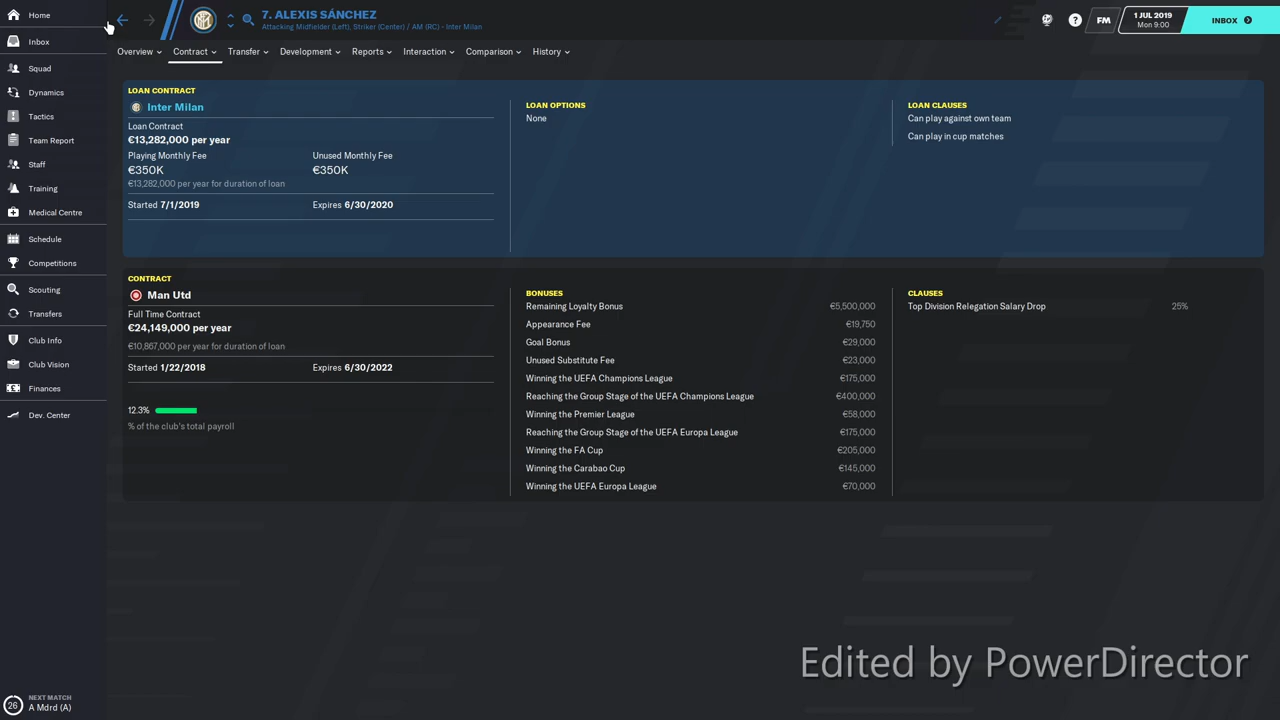 Home
Inbox
Squad
Dynamics
Tactics
Team Report
Staff
Training
Medical Centre
Schedule
Competitions
Scouting
Transfers
Club Info
Club Vision
Finances
Dev. Center
26
NEXT MATCH
A Mdrd (A)
7. ALEXIS SÁNCHEZ
Attacking Midfielder (Left), Striker (Center) / AM (RC) - Inter Milan
?
FM
1 JUL 2019
Mon 9:00
INBOX
Overview
Contract
Transfer
Development
Reports
Interaction
Comparison
History
LOAN CONTRACT
Inter Milan
Loan Contract
€13,282,000 per year
Playing Monthly Fee Unused Monthly Fee
€350K €350K
€13,282,000 per year for duration of loan
Started 7/1/2019 Expires 6/30/2020
LOAN OPTIONS
None
LOAN CLAUSES
Can play against own team
Can play in cup matches
CONTRACT
Man Utd
Full Time Contract
€24,149,000 per year
€10,867,000 per year for duration of loan
Started 1/22/2018 Expires 6/30/2022
12.3%
% of the club's total payroll
BONUSES
Remaining Loyalty Bonus €5,500,000
Appearance Fee €19,750
Goal Bonus €29,000
Unused Substitute Fee €23,000
Winning the UEFA Champions League €175,000
Reaching the Group Stage of the UEFA Champions League €400,000
Winning the Premier League €58,000
Reaching the Group Stage of the UEFA Europa League €175,000
Winning the FA Cup €205,000
Winning the Carabao Cup €145,000
Winning the UEFA Europa League €70,000
CLAUSES
Top Division Relegation Salary Drop 25%
Edited by PowerDirector